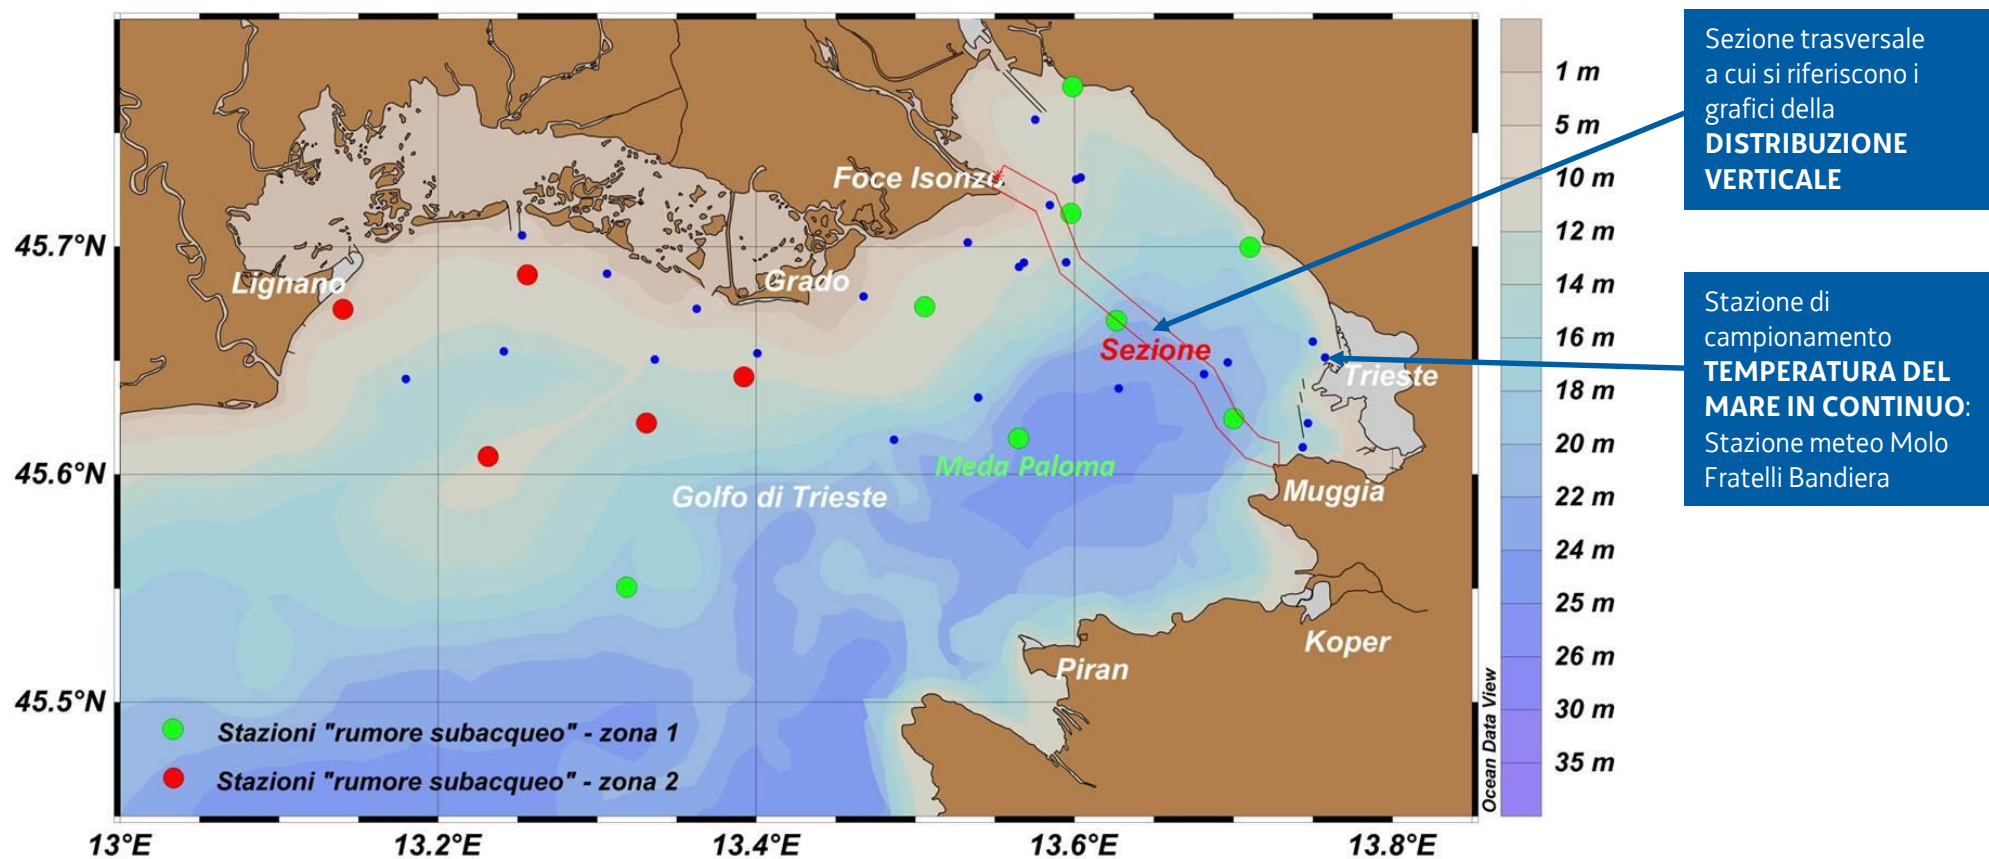 Sezione trasversale
a cui si riferiscono i
grafici della
DISTRIBUZIONE
VERTICALE
Stazione di
campionamento
TEMPERATURA DEL
MARE IN CONTINUO:
Stazione meteo Molo
Fratelli Bandiera
1 m
5 m
10 m
12 m
14 m
16 m
18 m
20 m
22 m
24 m
25 m
26 m
30 m
35 m
Ocean Data View
Foce Isonzo
45.7°N
Lignano
Grado
Sezione
Trieste
Meda Paloma
45.6°N
Golfo di Trieste
Muggia
Koper
Piran
45.5°N
Stazioni "rumore subacqueo" - zona 1
Stazioni "rumore subacqueo" - zona 2
13°E
13.2°E
13.4°E
13.6°E
13.8°E